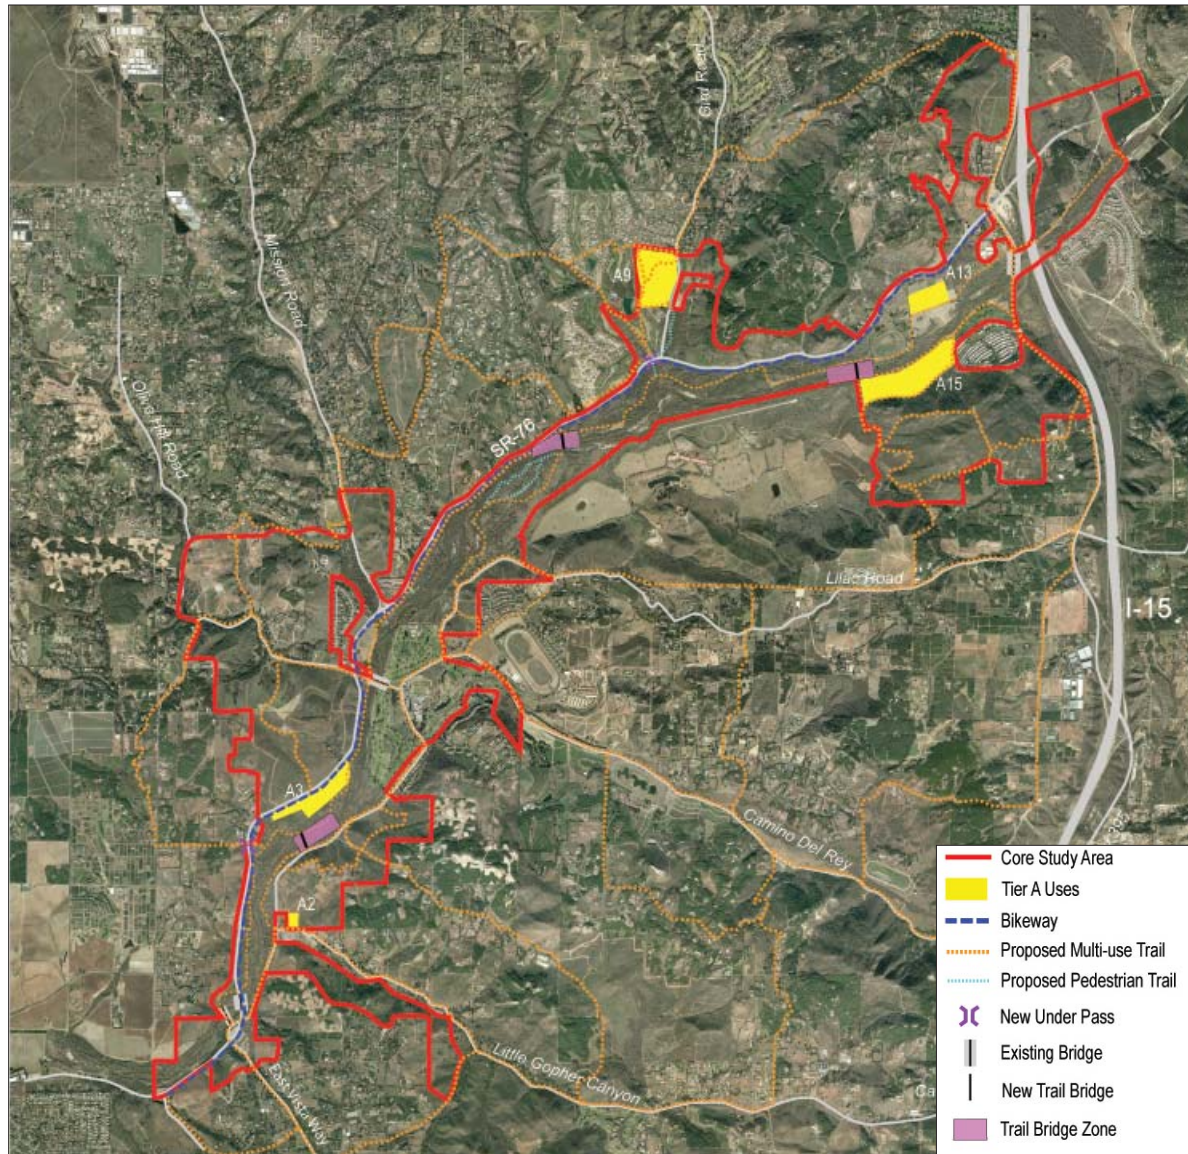 Gird Road
Mission Road
A9
A13
Olive Hill Road
A15
SR-76
Lilac Road
I-15
A3
Camino Del Rey
A2
Little Gopher Canyon
East Vista Way
Core Study Area
Tier A Uses
Bikeway
Proposed Multi-use Trail
Proposed Pedestrian Trail
New Under Pass
Existing Bridge
New Trail Bridge
Trail Bridge Zone